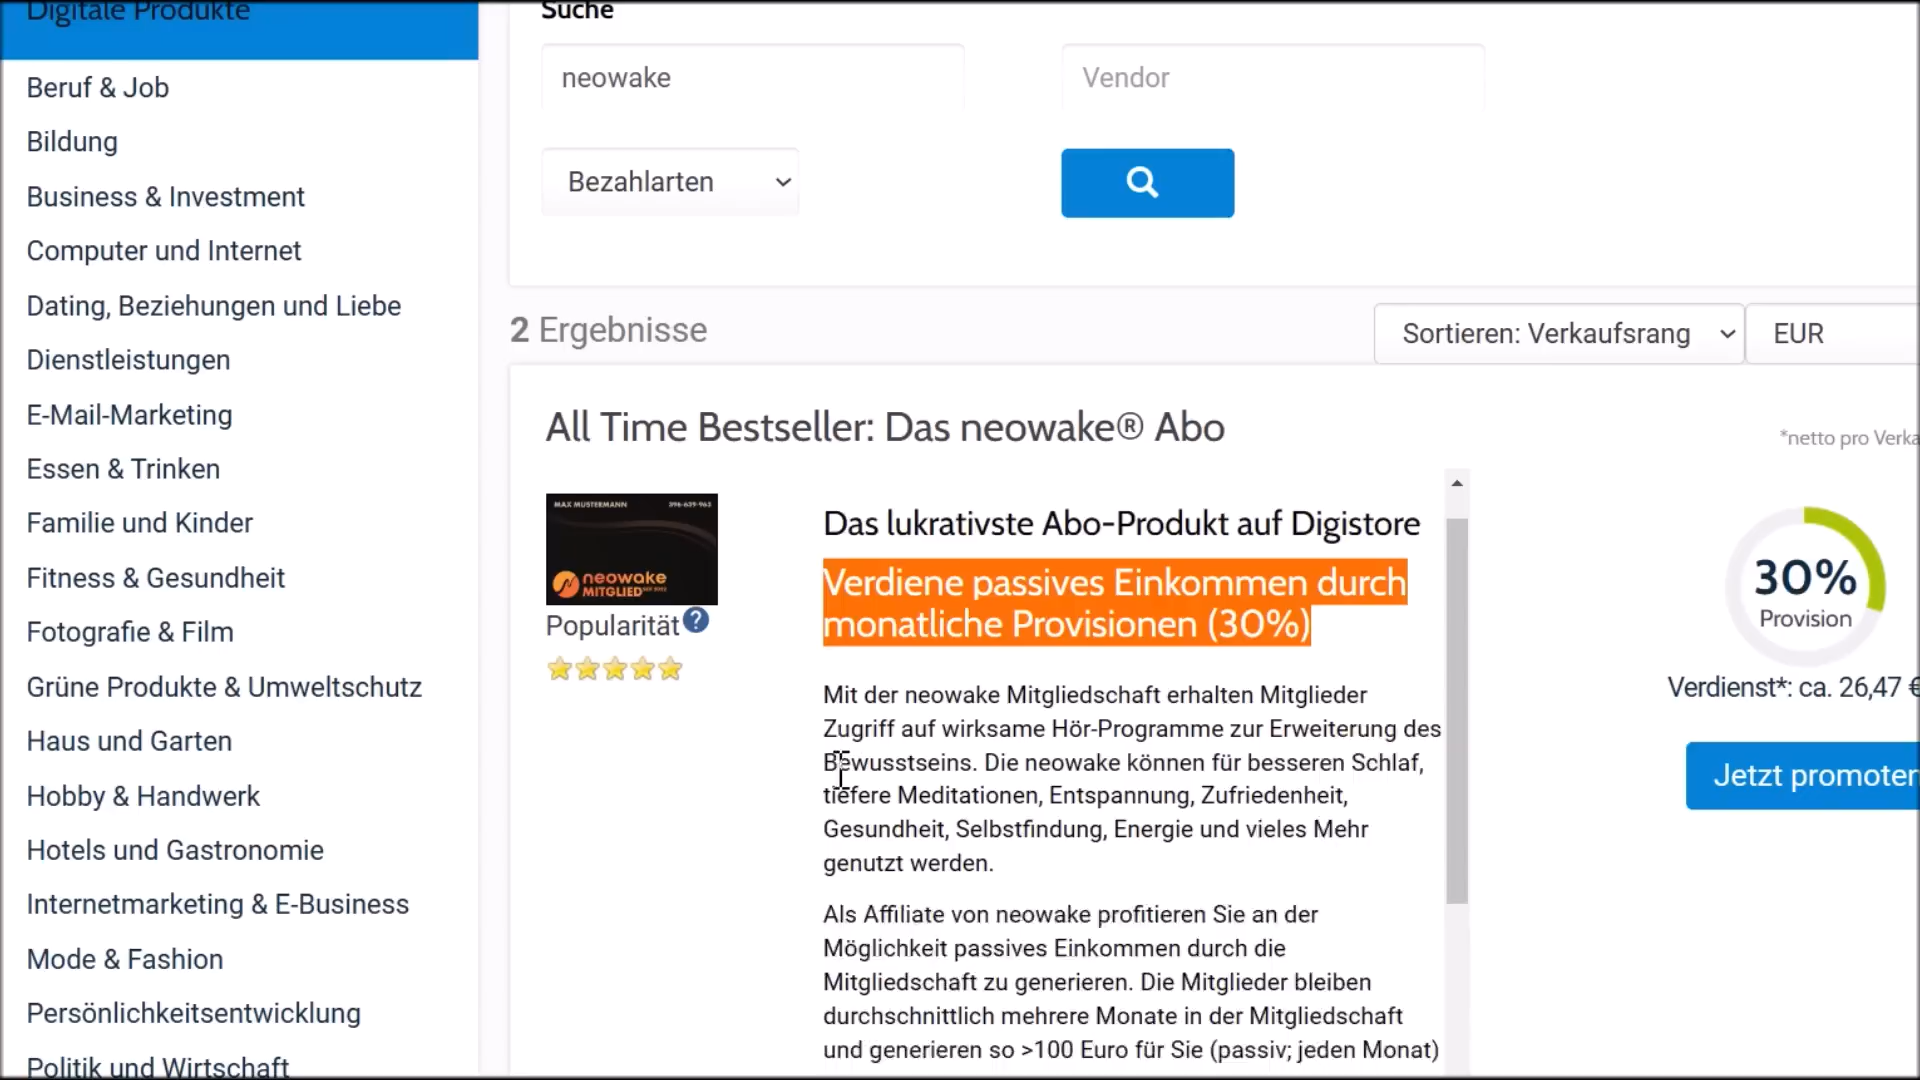 Digitale Produkte
Beruf & Job
Bildung
Business & Investment
Computer und Internet
Dating, Beziehungen und Liebe
Dienstleistungen
E-Mail-Marketing
Essen & Trinken
Familie und Kinder
Fitness & Gesundheit
Fotografie & Film
Grüne Produkte & Umweltschutz
Haus und Garten
Hobby & Handwerk
Hotels und Gastronomie
Internetmarketing & E-Business
Mode & Fashion
Persönlichkeitsentwicklung
Politik und Wirtschaft
Suche
neowake
Vendor
Bezahlarten
2 Ergebnisse
Sortieren: Verkaufsrang
EUR
All Time Bestseller: Das neowake® Abo
*netto pro Verka
MAX MUSTERMANN 396-639-963
neowake
MITGLIED
Popularität
?
Das lukrativste Abo-Produkt auf Digistore
Verdiene passives Einkommen durch
monatliche Provisionen (30%)
Mit der neowake Mitgliedschaft erhalten Mitglieder
Zugriff auf wirksame Hör-Programme zur Erweiterung des
Bewusstseins. Die neowake können für besseren Schlaf,
tiefere Meditationen, Entspannung, Zufriedenheit,
Gesundheit, Selbstfindung, Energie und vieles Mehr
genutzt werden.
Als Affiliate von neowake profitieren Sie an der
Möglichkeit passives Einkommen durch die
Mitgliedschaft zu generieren. Die Mitglieder bleiben
durchschnittlich mehrere Monate in der Mitgliedschaft
und generieren so >100 Euro für Sie (passiv; jeden Monat)
30%
Provision
Verdienst*: ca. 26,47 €
Jetzt promoten